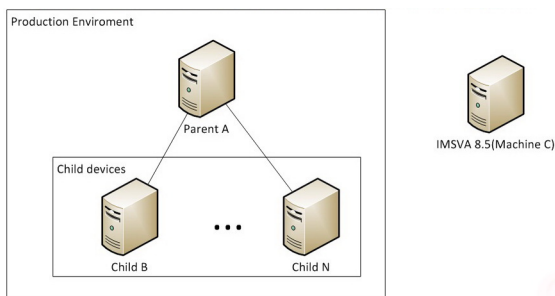 Production Enviroment
Parent A
IMSVA 8.5(Machine C)
Child devices
...
Child B
Child N